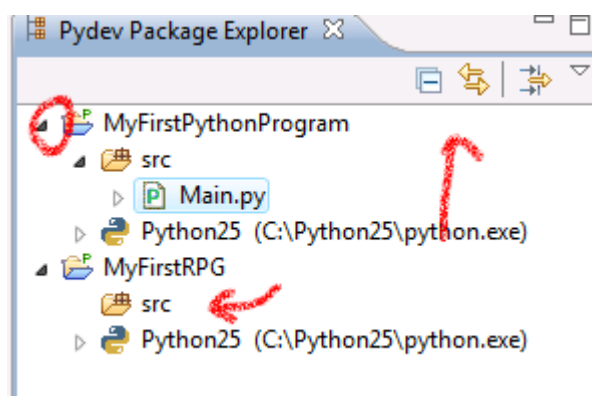 Pydev Package Explorer
MyFirstPythonProgram
src
Main.py
Python25 (C:\Python25\python.exe)
MyFirstRPG
src
Python25 (C:\Python25\python.exe)